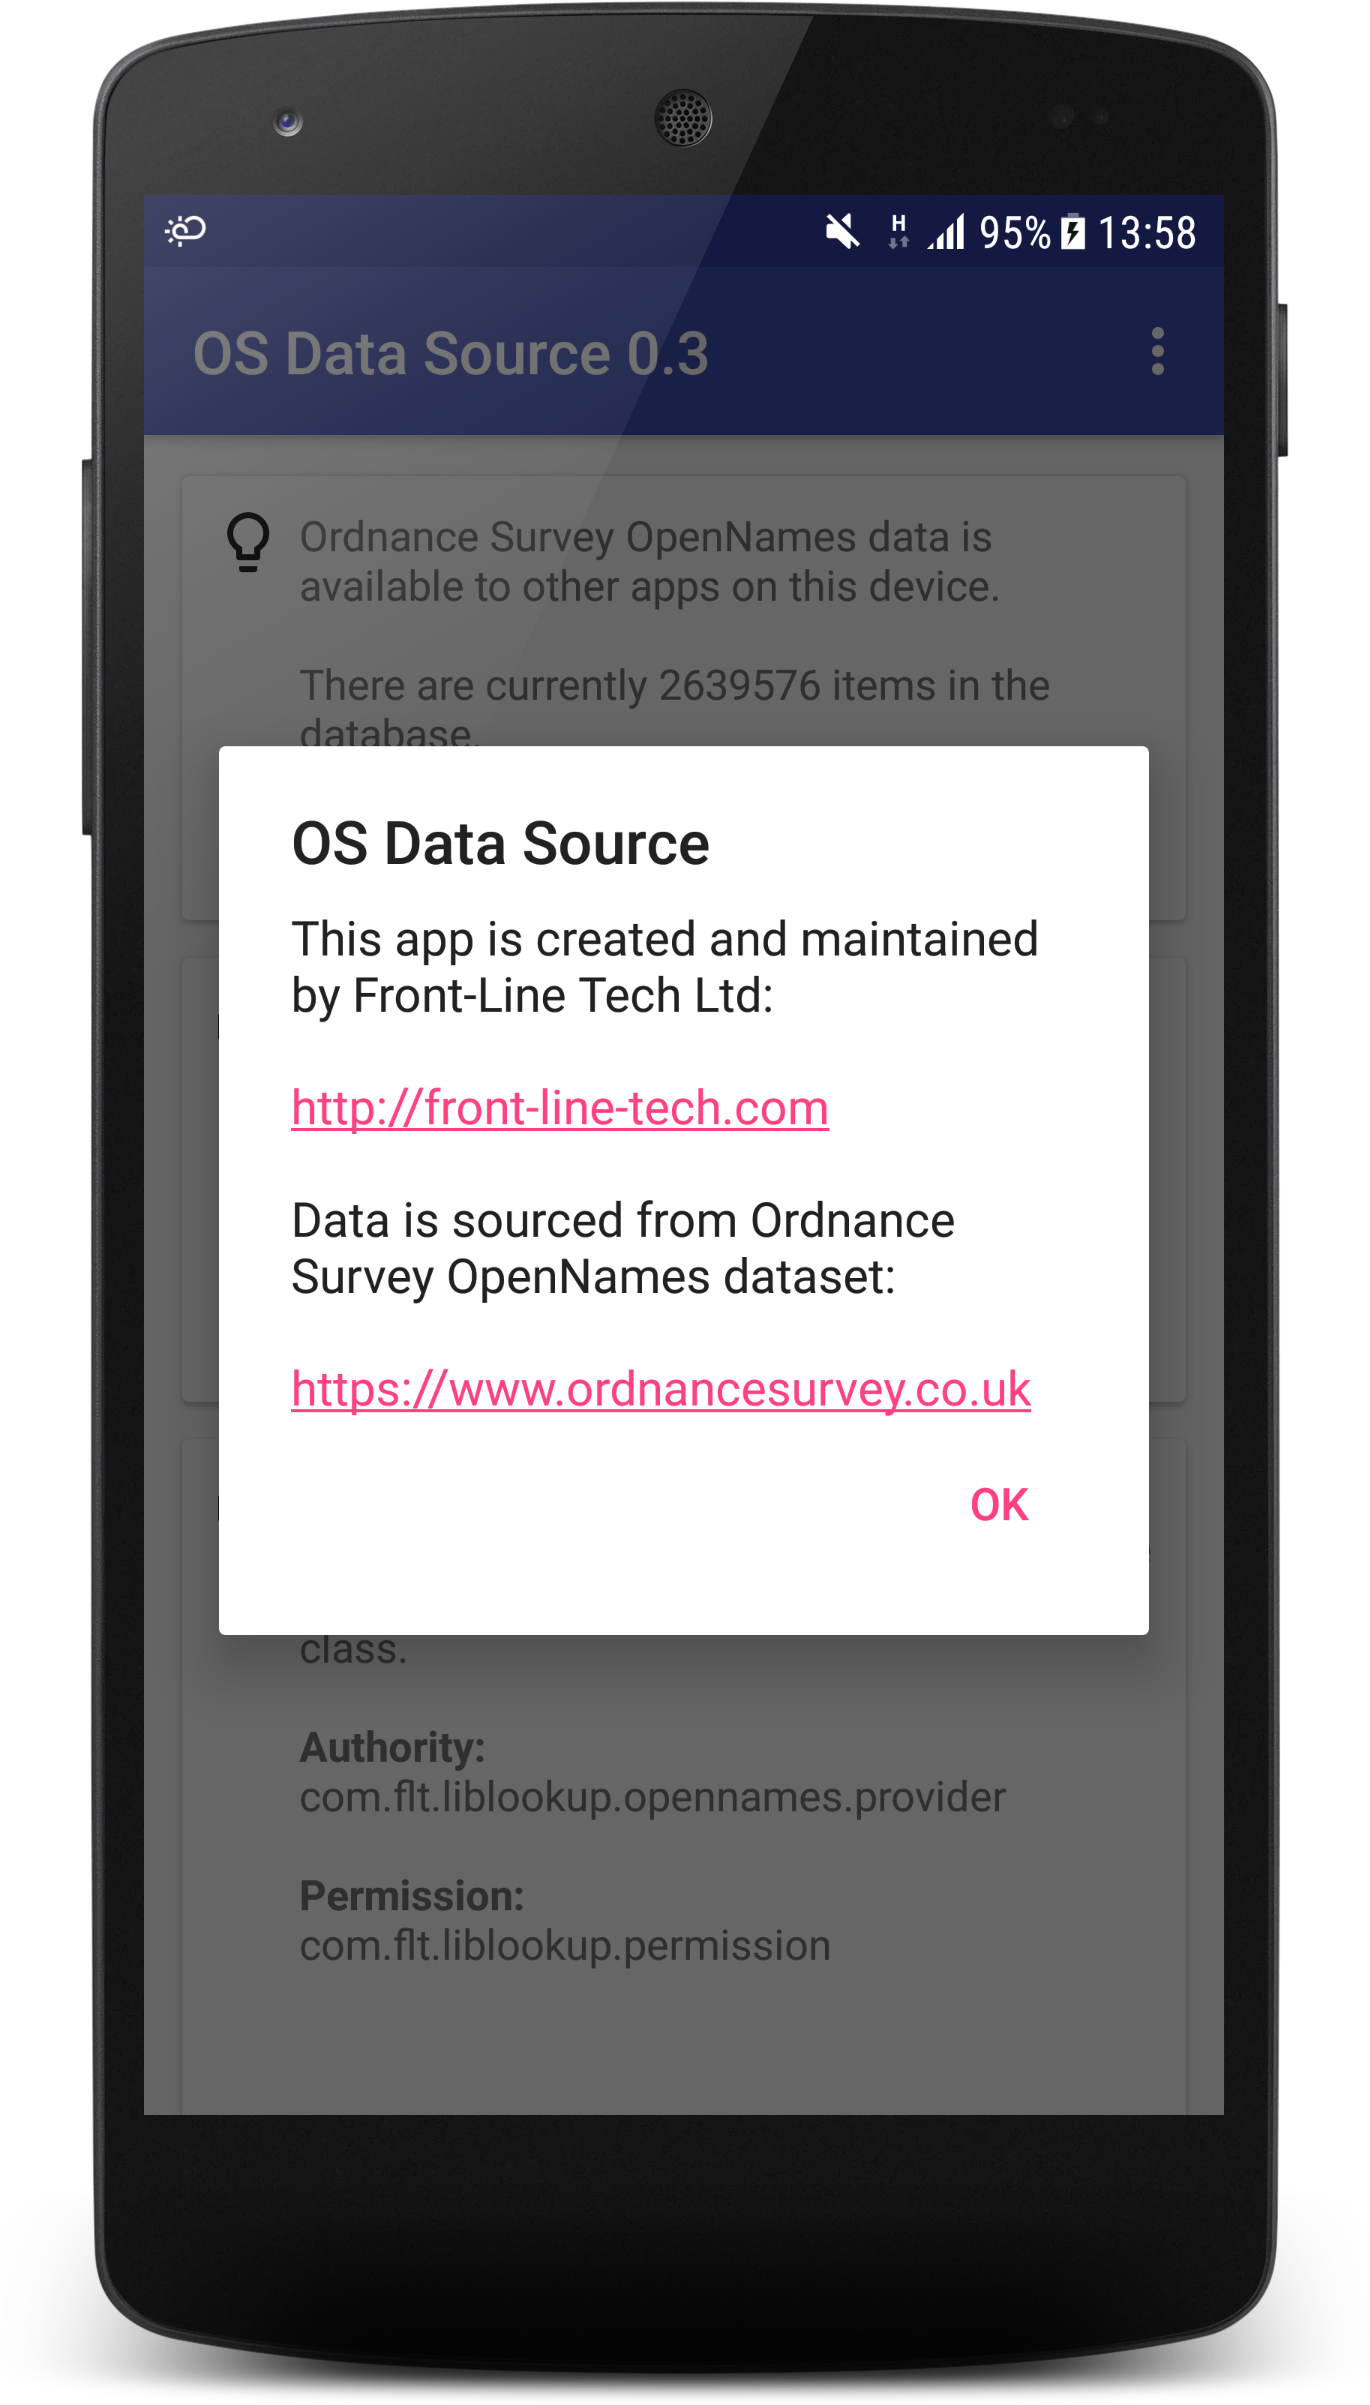 H
95%
13:58
OS Data Source 0.3
Ordnance Survey OpenNames data is
available to other apps on this device.
There are currently 2639576 items in the
database.
OS Data Source
This app is created and maintained
by Front-Line Tech Ltd:
http://front-line-tech.com
Data is sourced from Ordnance
Survey OpenNames dataset:
https://www.ordnancesurvey.co.uk
OK
class.
Authority:
com.flt.liblookup.opennames.provider
Permission:
com.flt.liblookup.permission